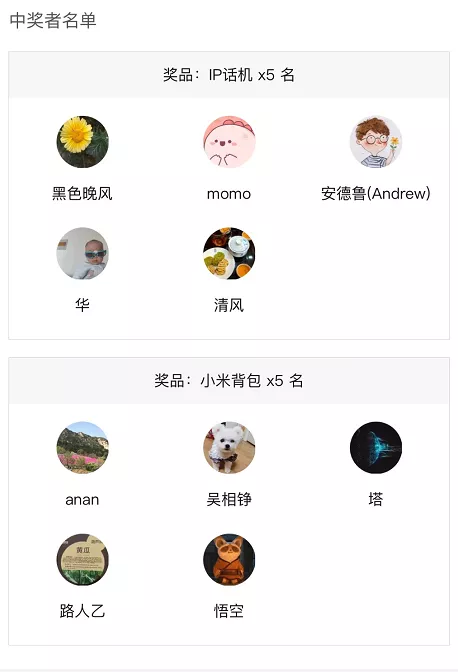 中奖者名单
奖品：IP话机 x5 名
黑色晚风 momo 安德鲁(Andrew)
华 清风
奖品：小米背包 x5 名
anan 吴相铮 塔
黄瓜
路人乙 悟空